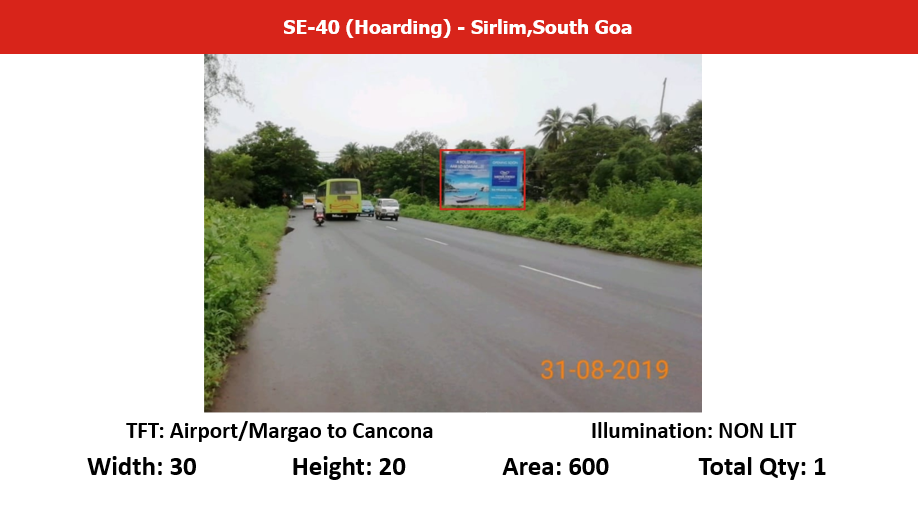 SE-40 (Hoarding) - Sirlim,South Goa
31-08-2019
TFT: Airport/Margao to Cancona
Illumination: NON LIT
Width: 30
Height: 20
Area: 600
Total Qty: 1